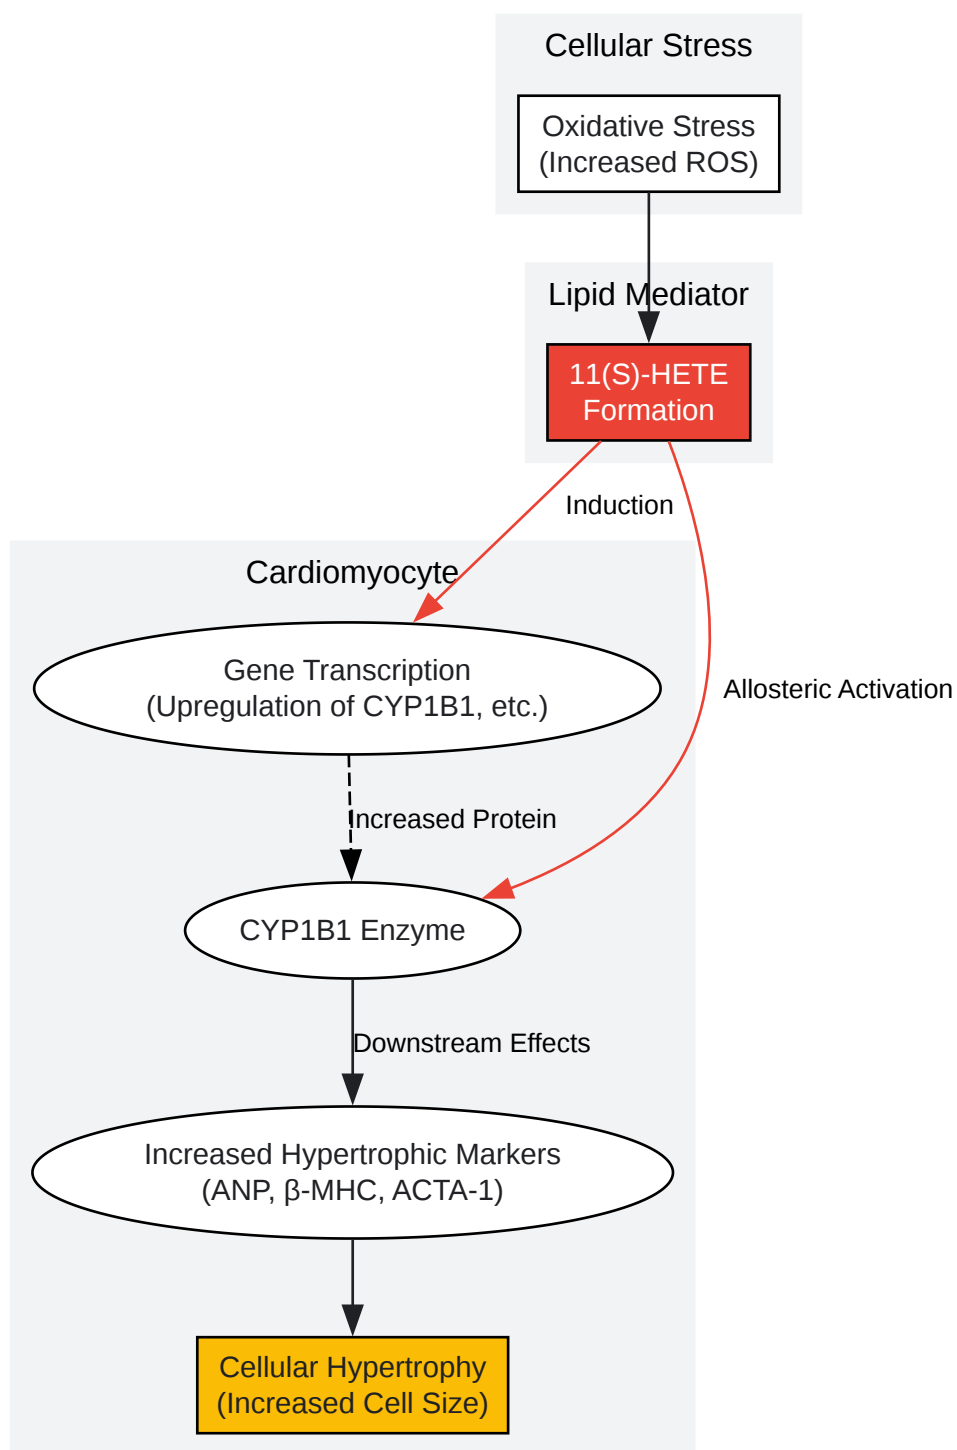 Cellular Stress
Oxidative Stress
(Increased ROS)
Lipid Mediator
11(S)-HETE
Formation
Induction
Cardiomyocyte
Gene Transcription
(Upregulation of CYP1B1, etc.)
Allosteric Activation
Increased Protein
CYP1B1 Enzyme
Downstream Effects
Increased Hypertrophic Markers
(ANP, β-MHC, ACTA-1)
Cellular Hypertrophy
(Increased Cell Size)